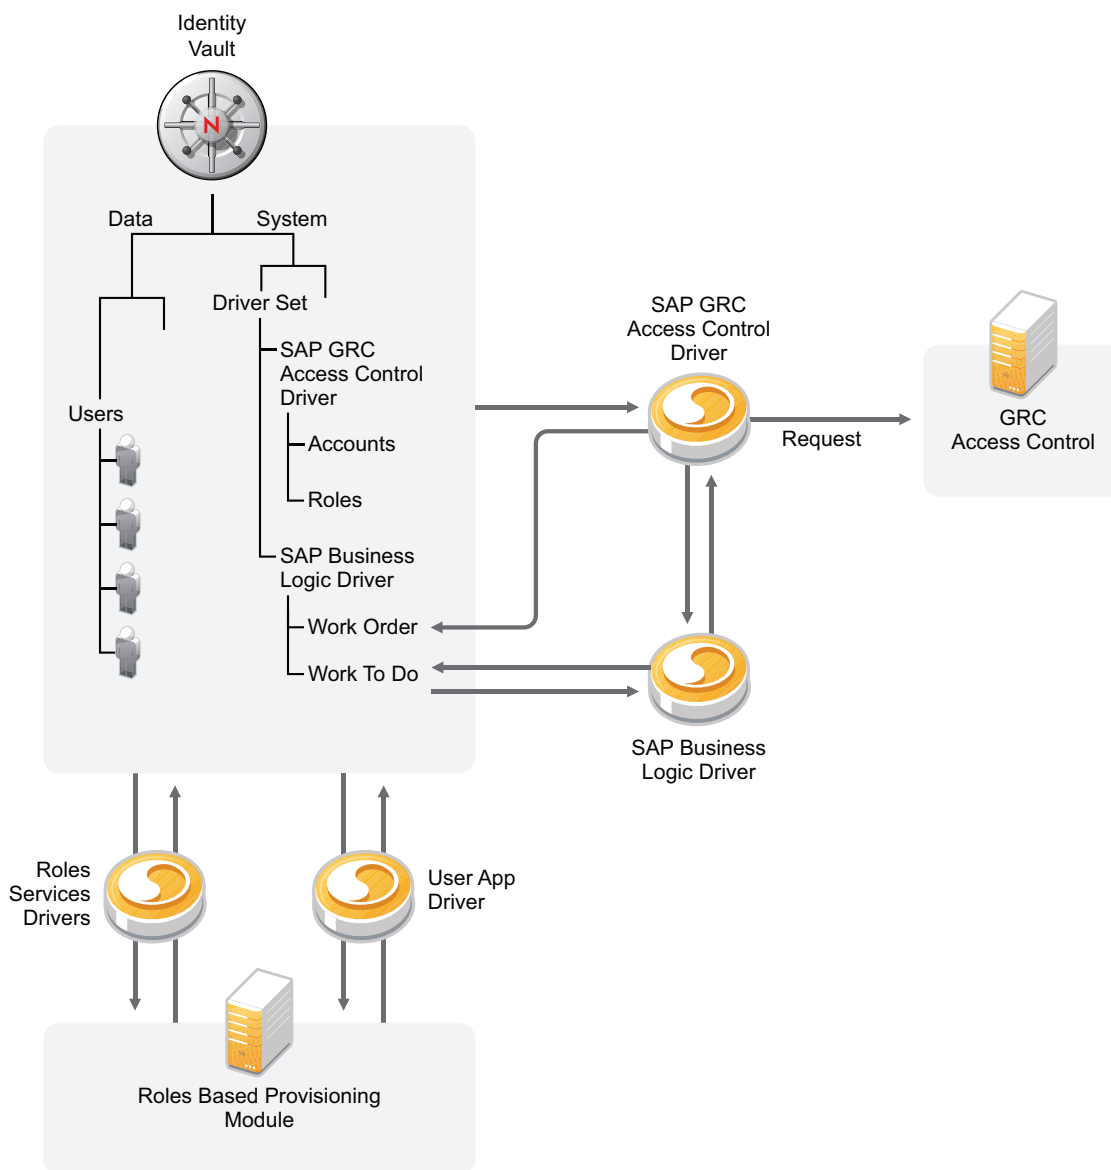 Identity
Vault
N
Data
System
Driver Set
SAP GRC
Access Control
Driver
Accounts
Roles
Users
SAP Business
Logic Driver
Work Order
Work To Do
SAP GRC
Access Control
Driver
Request
GRC
Access Control
SAP Business
Logic Driver
Roles
Services
Drivers
User App
Driver
Roles Based Provisioning
Module